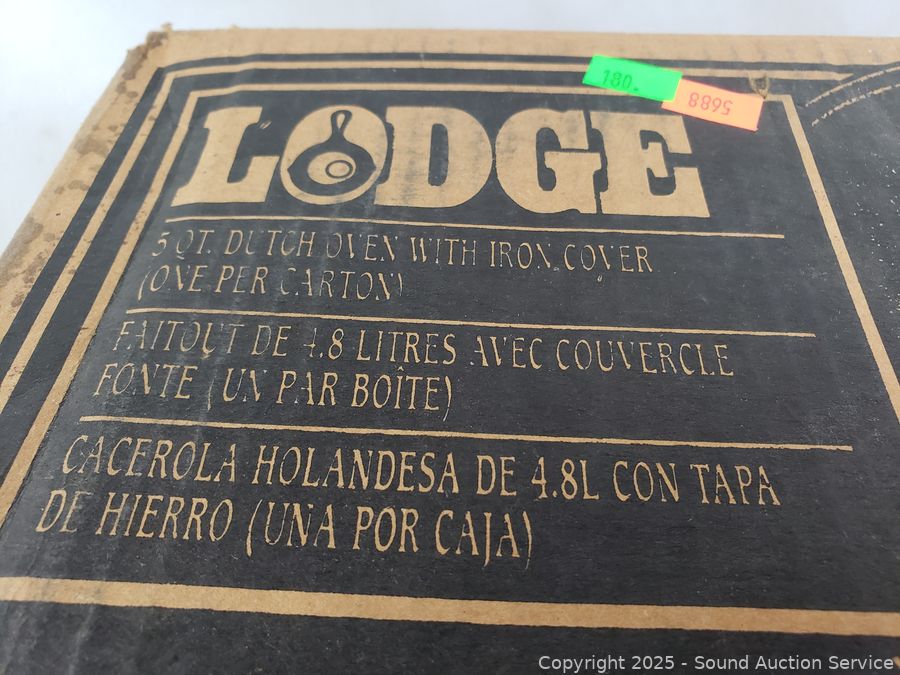 180.
8895
LODGE
5 QT. DUTCH OVEN WITH IRON COVER
(ONE PER CARTON)
FAITOUT DE 4.8 LITRES AVEC COUVERCLE
FONTE (UN PAR BOÎTE)
CACEROLA HOLANDESA DE 4.8L CON TAPA
DE HIERRO (UNA POR CAJA)
Copyright 2025 - Sound Auction Service